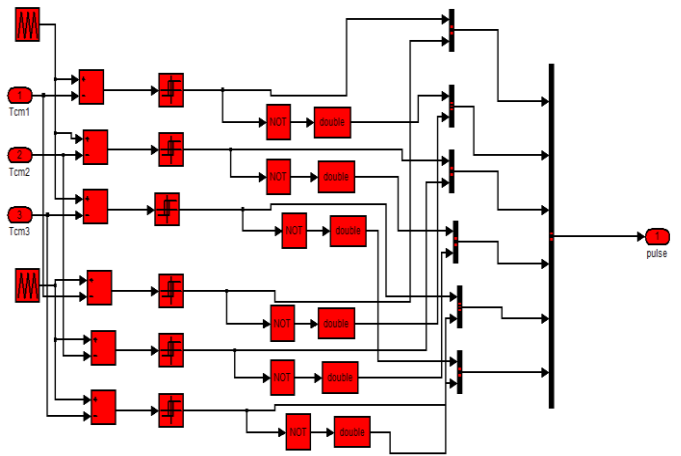 1
Tcm1
NOT
double
2
Tcm2
NOT
double
3
Tcm3
NOT
double
1
pulse
NOT
double
NOT
double
NOT
double